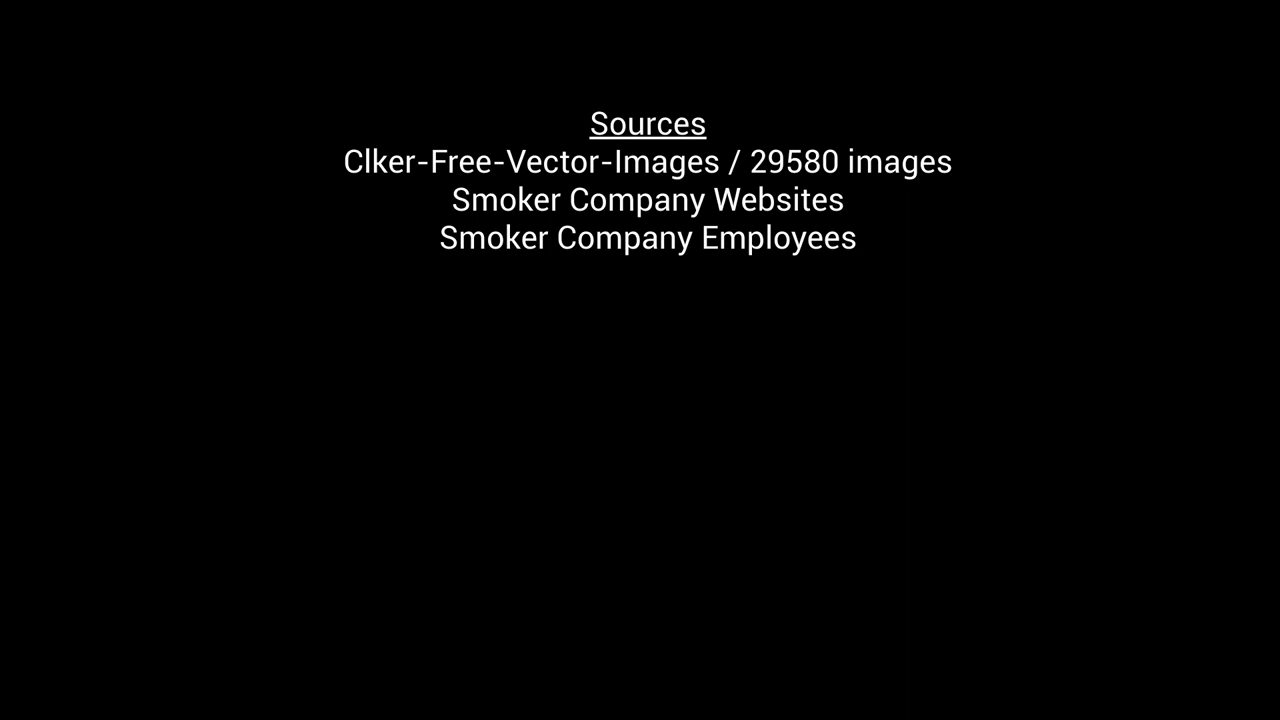 Sources
Clker-Free-Vector-Images / 29580 images
Smoker Company Websites
Smoker Company Employees